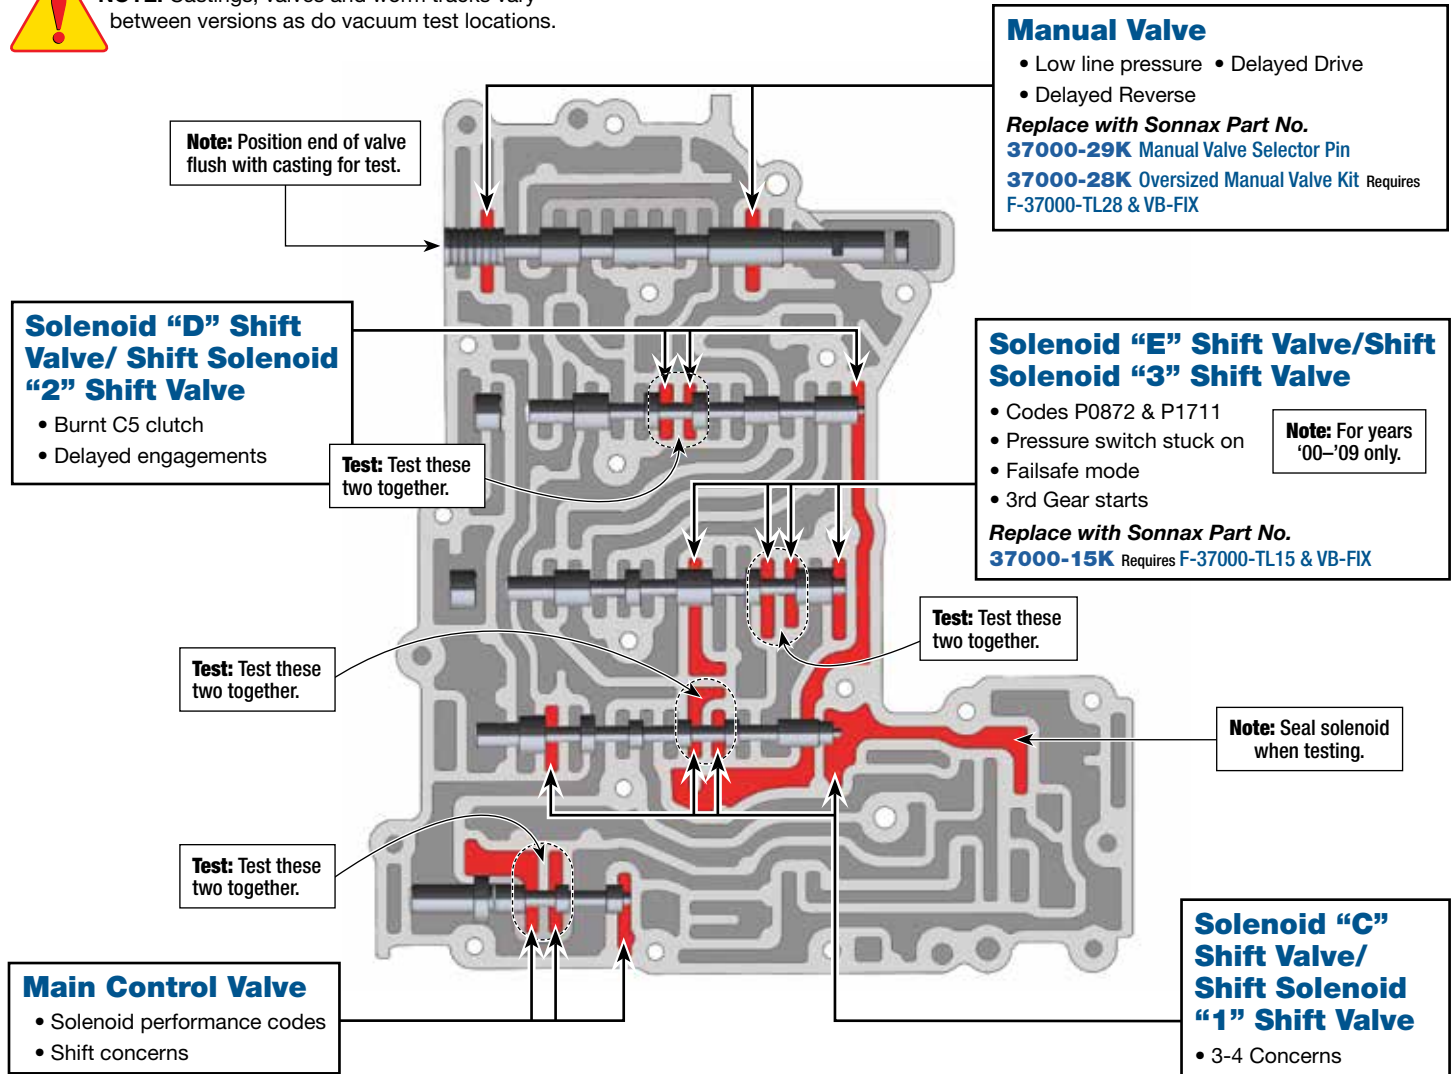 NOTE: Castings, valves and worm tracks vary
between versions as do vacuum test locations.
Manual Valve
• Low line pressure • Delayed Drive
• Delayed Reverse
Replace with Sonnax Part No.
37000-29K Manual Valve Selector Pin
37000-28K Oversized Manual Valve Kit Requires
F-37000-TL28 & VB-FIX
Note: Position end of valve
flush with casting for test.
Solenoid “D” Shift
Valve/ Shift Solenoid
“2” Shift Valve
• Burnt C5 clutch
• Delayed engagements
Test: Test these
two together.
Solenoid “E” Shift Valve/Shift
Solenoid “3” Shift Valve
• Codes P0872 & P1711
• Pressure switch stuck on
• Failsafe mode
• 3rd Gear starts
Note: For years
‘00–’09 only.
Replace with Sonnax Part No.
37000-15K Requires F-37000-TL15 & VB-FIX
Test: Test these
two together.
Test: Test these
two together.
Note: Seal solenoid
when testing.
Test: Test these
two together.
Main Control Valve
• Solenoid performance codes
• Shift concerns
Solenoid “C”
Shift Valve/
Shift Solenoid
“1” Shift Valve
• 3-4 Concerns